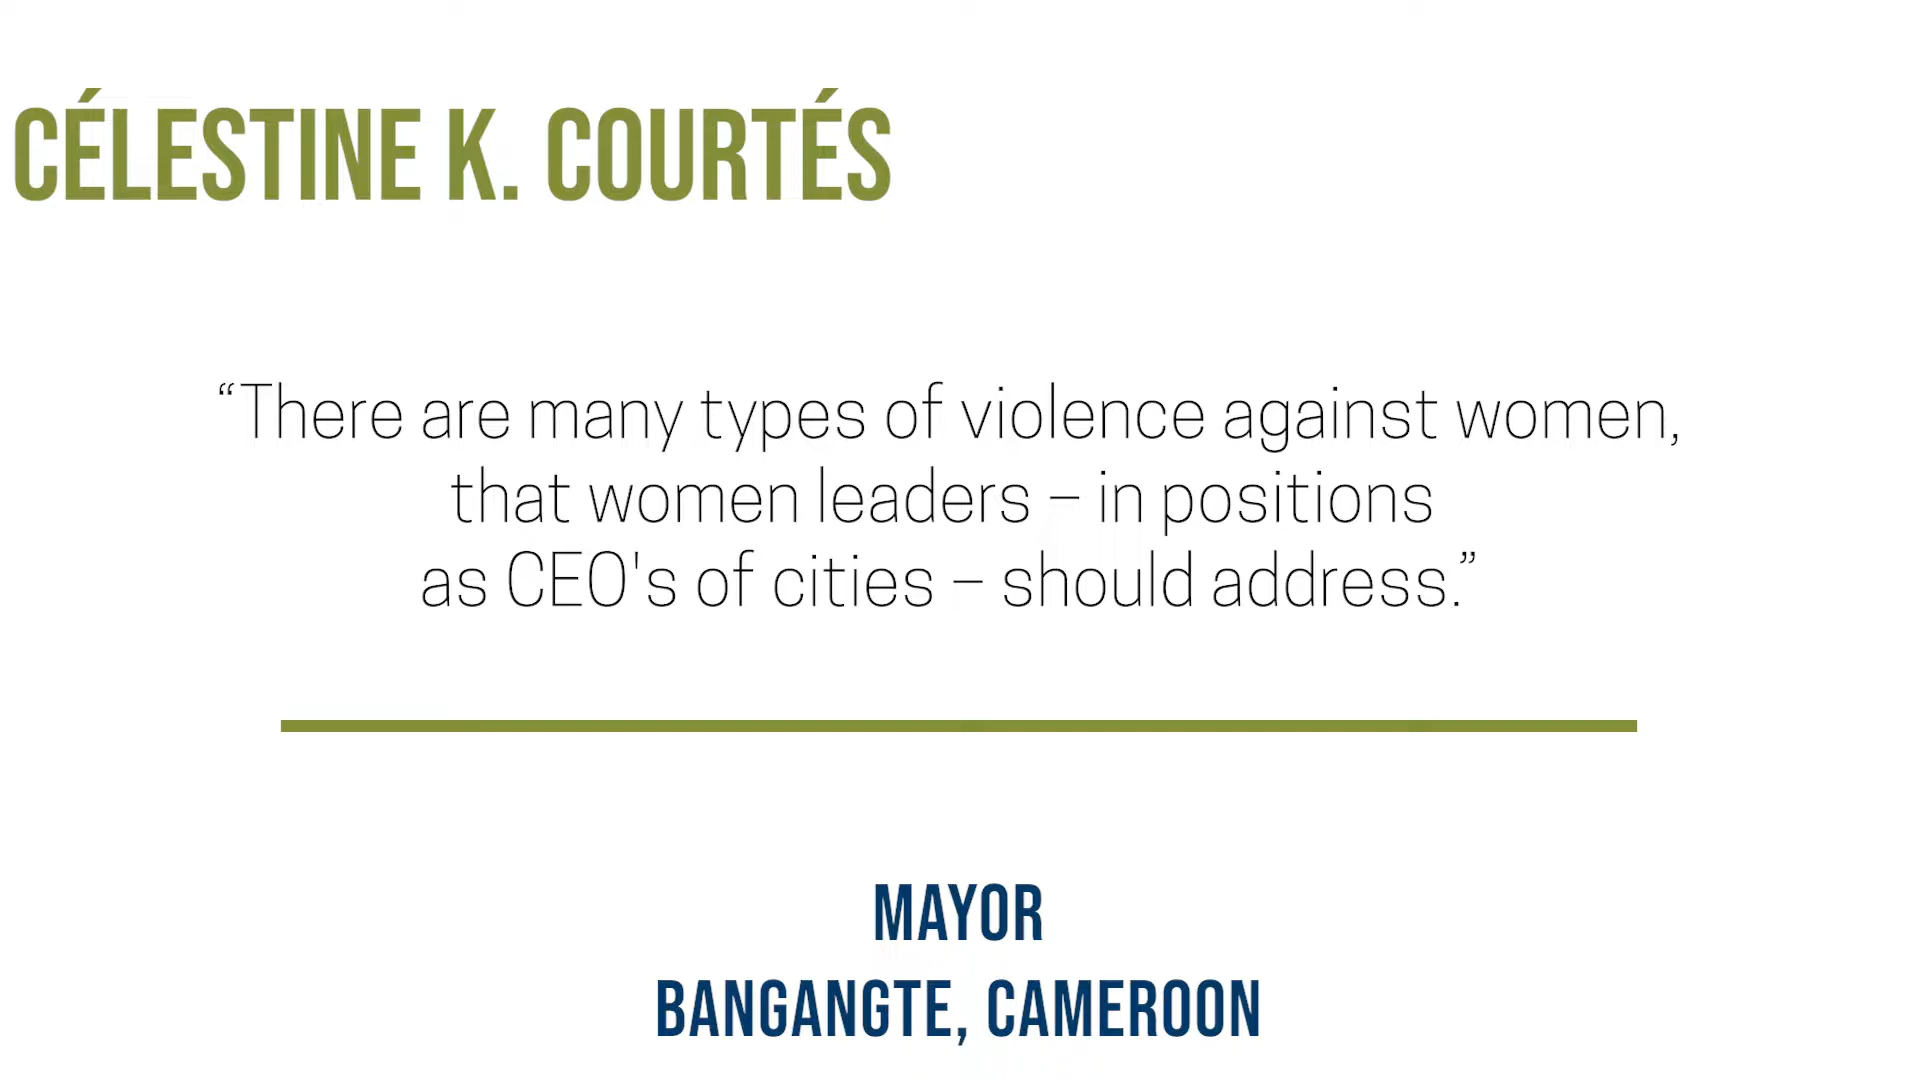 CÉLESTINE K. COURTÉS
“There are many types of violence against women,
that women leaders – in positions
as CEO's of cities – should address.”
MAYOR
BANGANGTE, CAMEROON